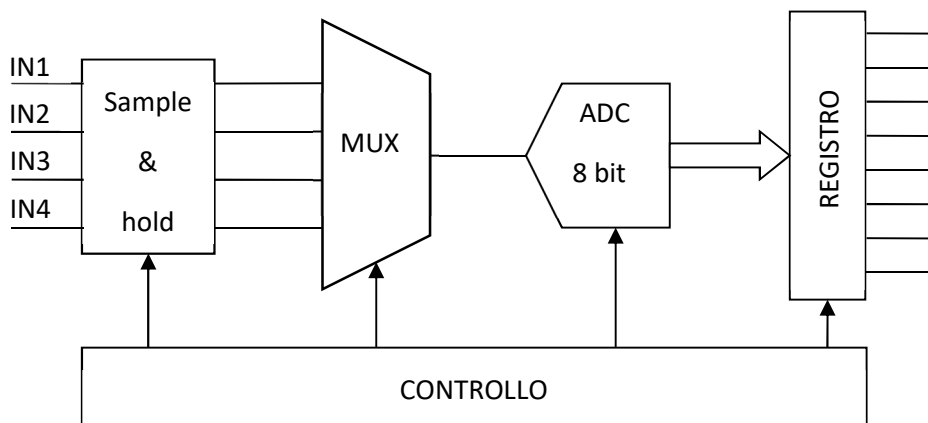 IN1
IN2
IN3
IN4
Sample
&
hold
MUX
ADC
8 bit
REGISTRO
CONTROLLO